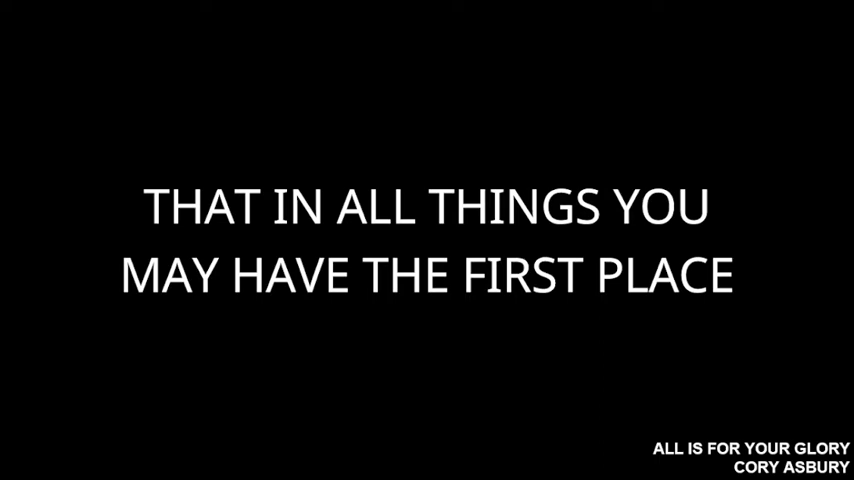 THAT IN ALL THINGS YOU
MAY HAVE THE FIRST PLACE
ALL IS FOR YOUR GLORY
CORY ASBURY